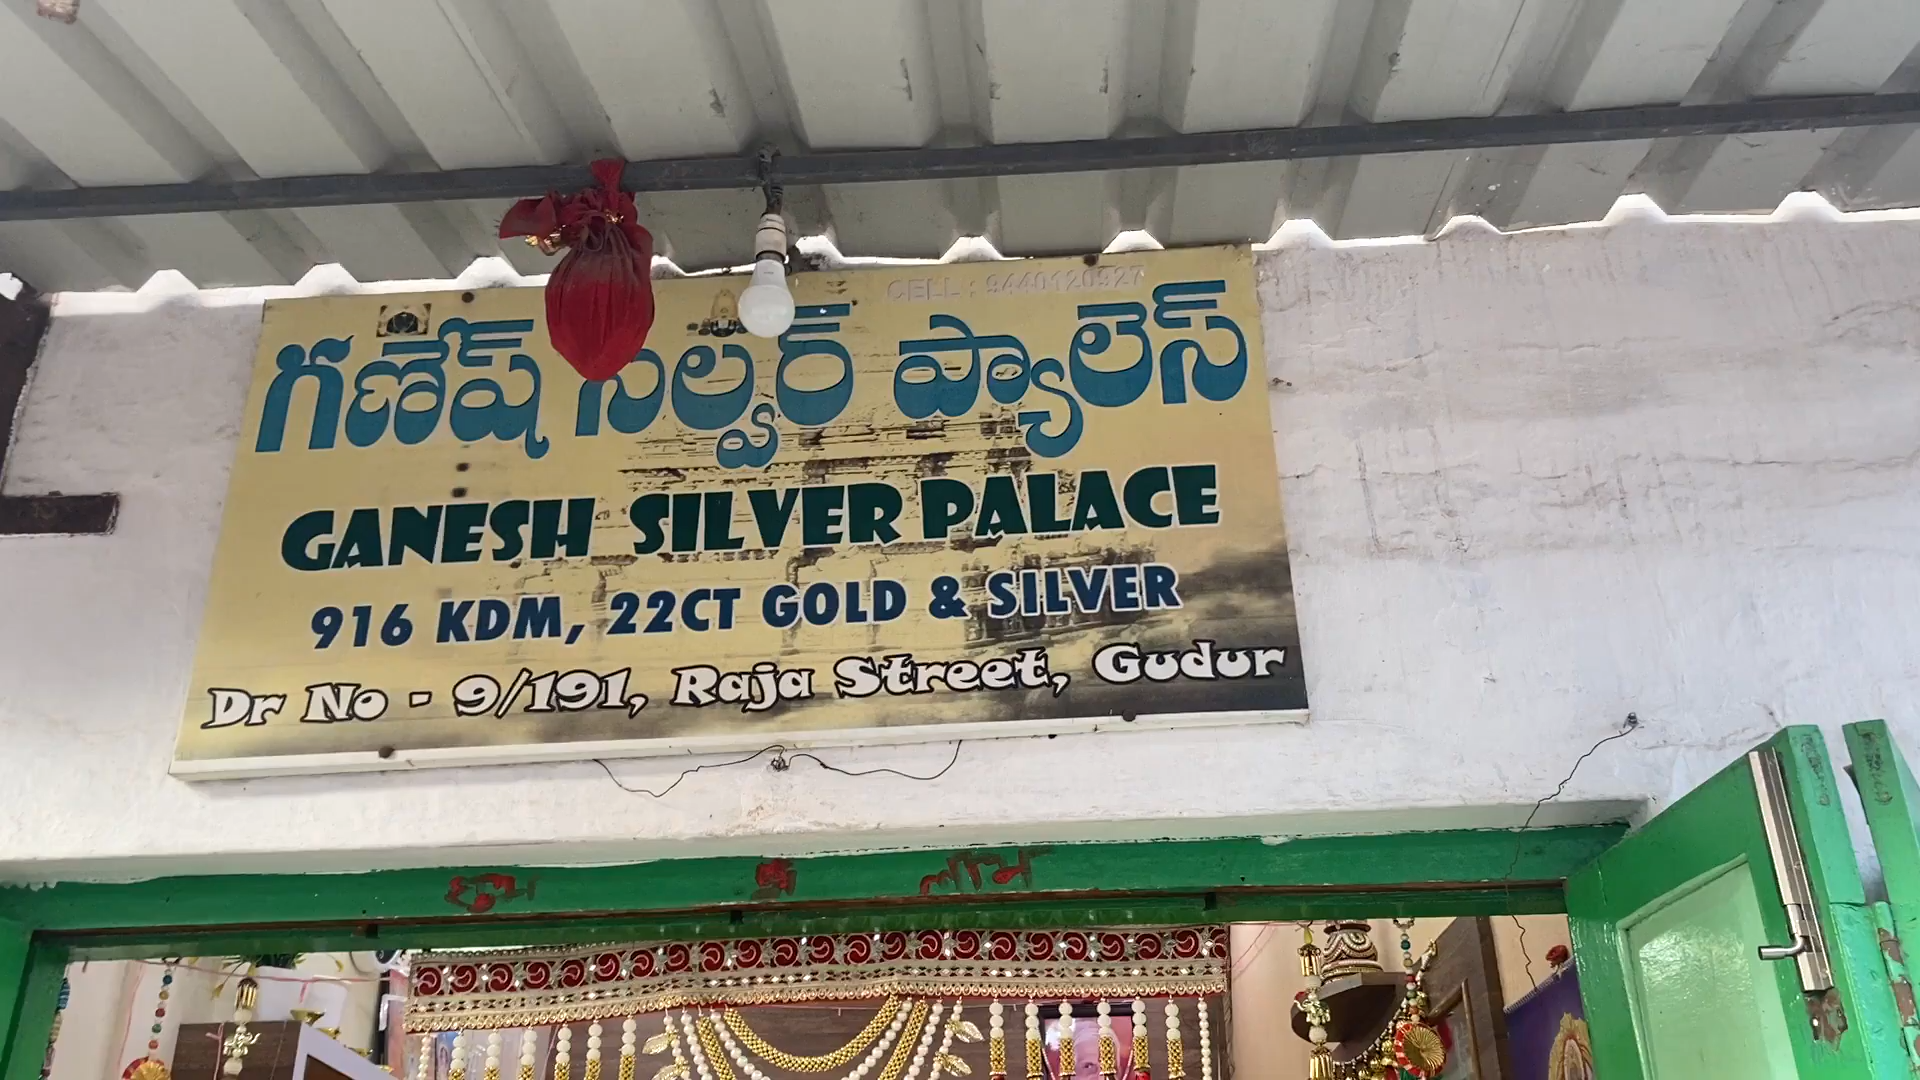 CELL : 9440120927
గణేష్ సిల్వర్ ప్యాలెస్
GANESH SILVER PALACE
916 KDM, 22CT GOLD & SILVER
Dr No - 9/191, Raja Street, Gudur
शुभ श्री लाभ